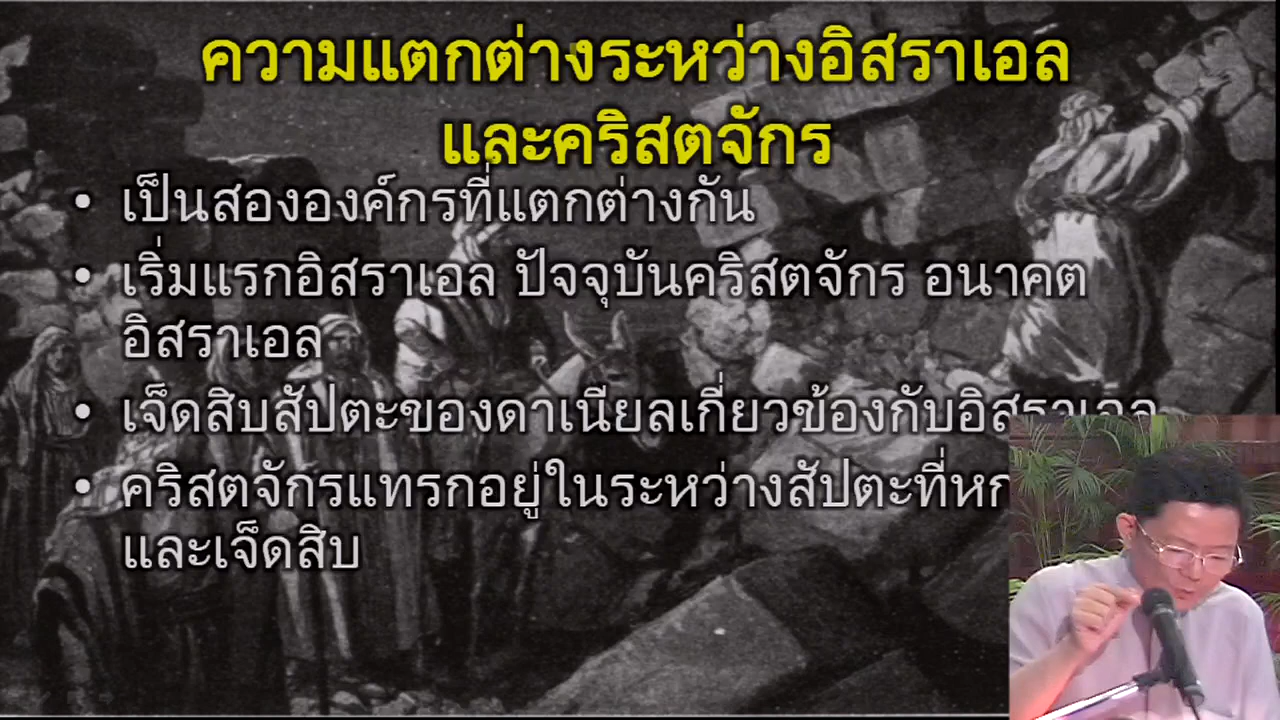 ความแตกต่างระหว่างอิสราเอล
และคริสตจักร
• เป็นสององค์กรที่แตกต่างกัน
• เริ่มแรกอิสราเอล ปัจจุบันคริสตจักร อนาคต
อิสราเอล
• เจ็ดสิบสัปตะของดาเนียลเกี่ยวข้องกับอิสราเอล
• คริสตจักรแทรกอยู่ในระหว่างสัปตะที่
และเจ็ดสิบ